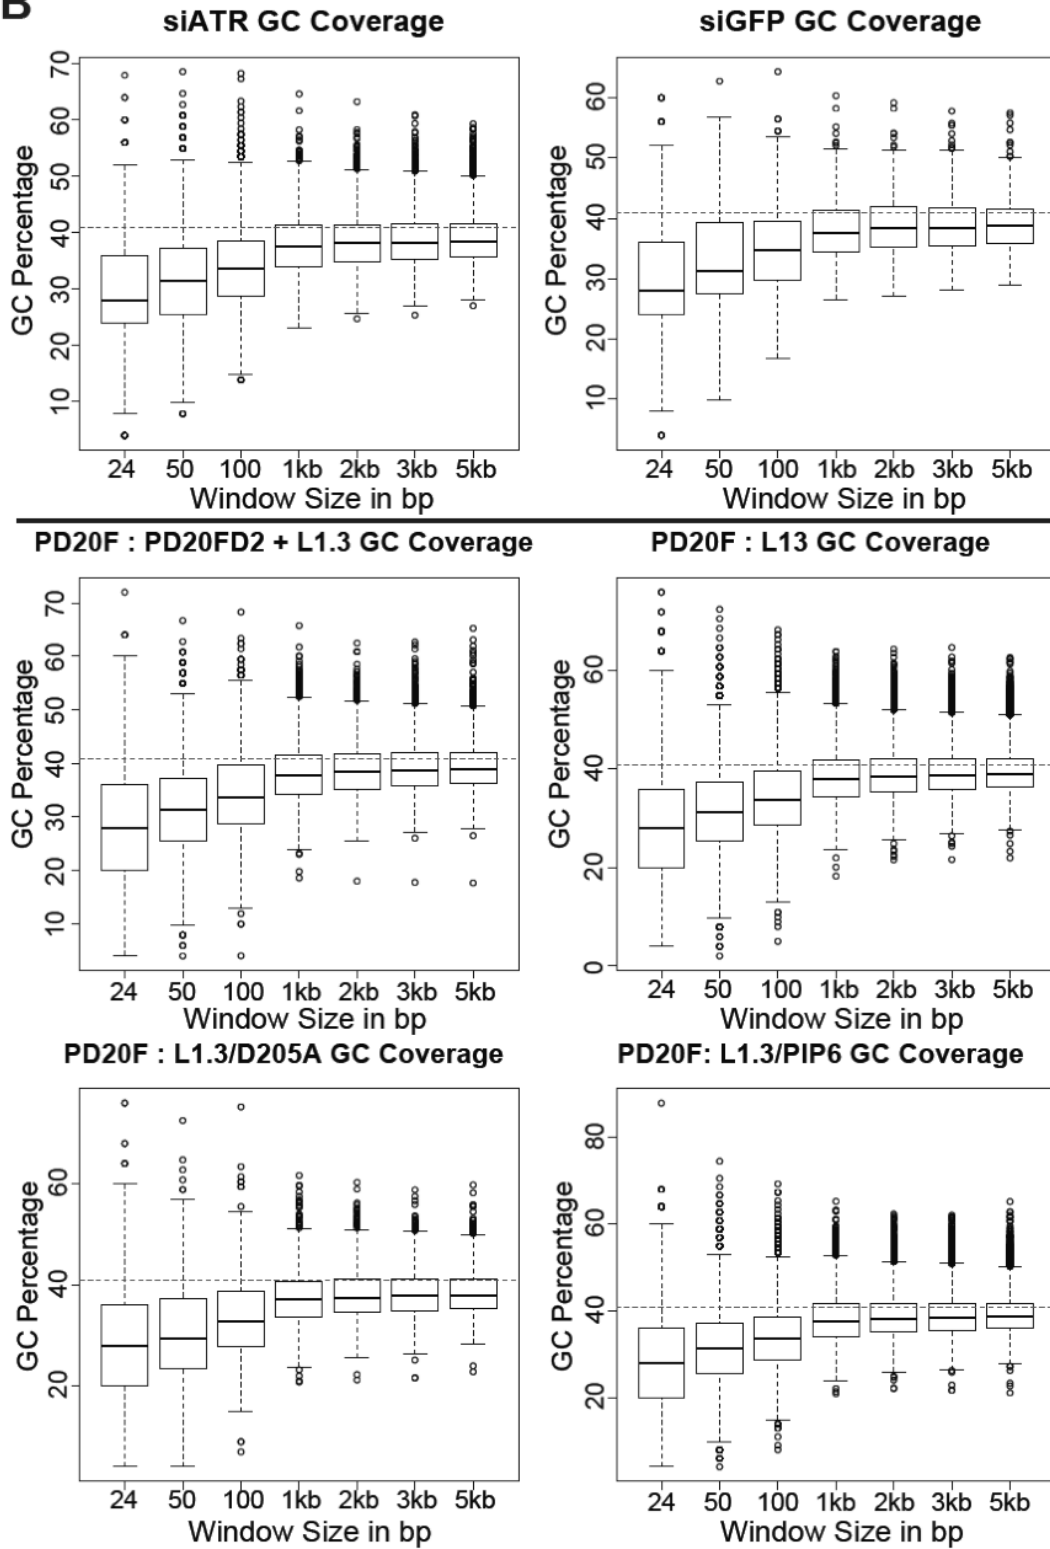 B
siATR GC Coverage
siGFP GC Coverage
GC Percentage
70
60
50
40
30
20
10
24 50 100 1kb 2kb 3kb 5kb
Window Size in bp
GC Percentage
60
50
40
30
20
10
24 50 100 1kb 2kb 3kb 5kb
Window Size in bp
PD20F : PD20FD2 + L1.3 GC Coverage
PD20F : L13 GC Coverage
GC Percentage
70
60
50
40
30
20
10
24 50 100 1kb 2kb 3kb 5kb
Window Size in bp
GC Percentage
60
40
20
0
24 50 100 1kb 2kb 3kb 5kb
Window Size in bp
PD20F : L1.3/D205A GC Coverage
PD20F: L1.3/PIP6 GC Coverage
GC Percentage
60
40
20
24 50 100 1kb 2kb 3kb 5kb
Window Size in bp
GC Percentage
80
60
40
20
24 50 100 1kb 2kb 3kb 5kb
Window Size in bp